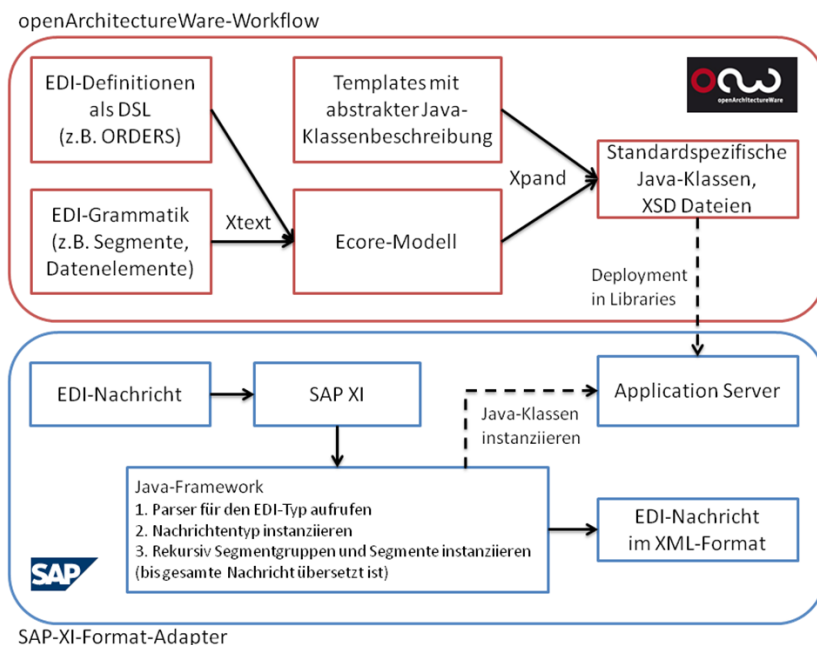 openArchitectureWare-Workflow
EDI-Definitionen
als DSL
(z.B. ORDERS)
Templates mit
abstrakter Java-
Klassenbeschreibung
oaw
openArchitectureWare
Standardspezifische
Java-Klassen,
XSD Dateien
Xpand
EDI-Grammatik
(z.B. Segmente,
Datenelemente)
Xtext
Ecore-Modell
Deployment
in Libraries
EDI-Nachricht
SAP XI
Application Server
Java-Klassen
instanziieren
Java-Framework
1. Parser für den EDI-Typ aufrufen
2. Nachrichtentyp instanziieren
3. Rekursiv Segmentgruppen und Segmente instanziieren
(bis gesamte Nachricht übersetzt ist)
EDI-Nachricht
im XML-Format
SAP
SAP-XI-Format-Adapter